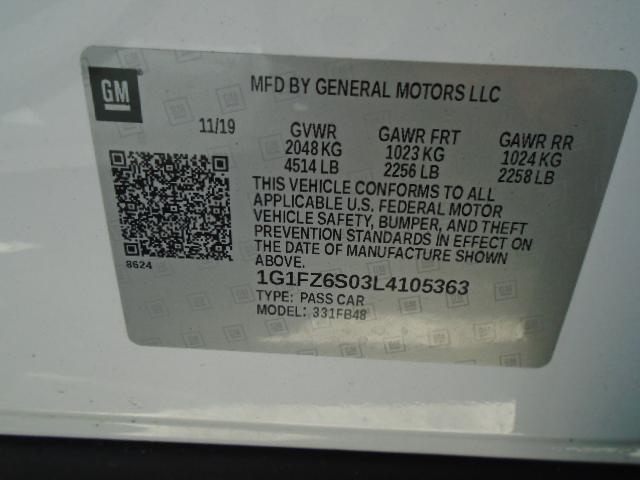 GM
MFD BY GENERAL MOTORS LLC
11/19 GVWR GAWR FRT GAWR RR
2048 KG 1023 KG 1024 KG
4514 LB 2256 LB 2258 LB
THIS VEHICLE CONFORMS TO ALL
APPLICABLE U.S. FEDERAL MOTOR
VEHICLE SAFETY, BUMPER, AND THEFT
PREVENTION STANDARDS IN EFFECT ON
THE DATE OF MANUFACTURE SHOWN
ABOVE.
8624
1G1FZ6S03L4105363
TYPE: PASS CAR
MODEL: 331FB48